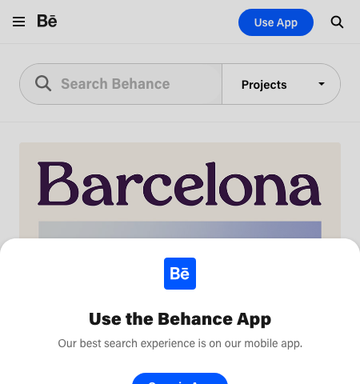 Bē
Use App
Search Behance
Projects
Barcelona
Bē
Use the Behance App
Our best search experience is on our mobile app.